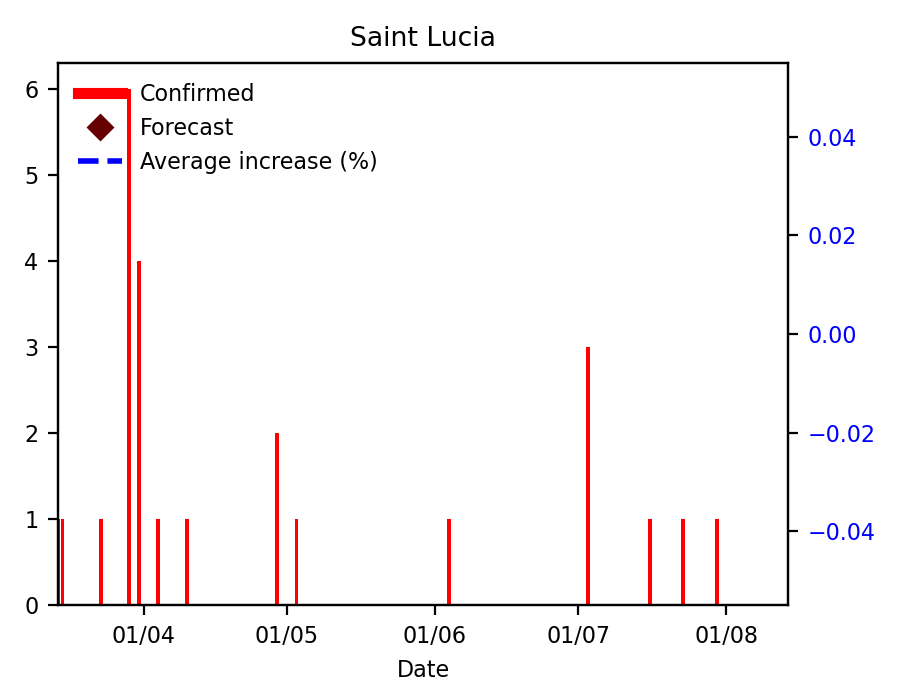 Saint Lucia
Confirmed
Forecast
Average increase (%)
6
5
4
3
2
1
0
0.04
0.02
0.00
−0.02
−0.04
01/04 01/05 01/06 01/07 01/08
Date